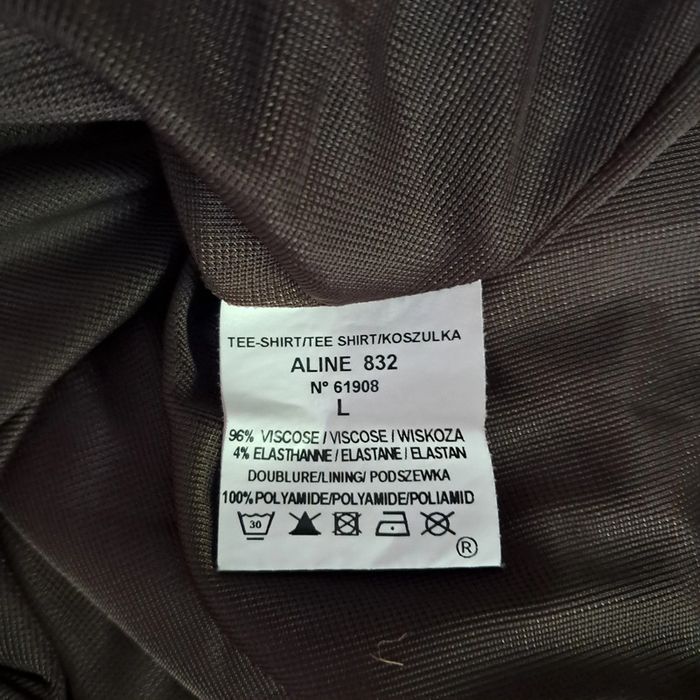 TEE-SHIRT/TEE SHIRT/KOSZULKA
ALINE 832
N° 61908
L
96% VISCOSE / VISCOSE / WISKOZA
4% ELASTHANNE / ELASTANE / ELASTAN
DOUBLURE/LINING/ PODSZEWKA
100%POLYAMIDE/POLYAMIDE/POLIAMID
30
®